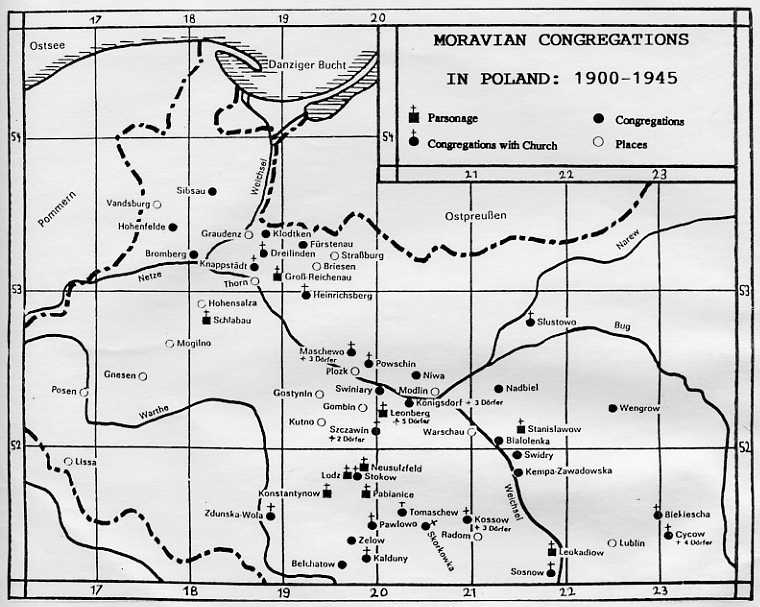 17
18
19
20
Ostsee
Danziger Bucht
MORAVIAN CONGREGATIONS
IN POLAND: 1900-1945
Parsonage
Congregations
Congregations with Church
Places
54
54
21
22
23
Weichsel
Sibsau
Vandsburg
Pommern
Hohenfelde
Graudenz
Klodtken
Ostpreußen
Fürstenau
Narew
Bromberg
Dreilinden
Straßburg
Knappstädt
Briesen
Netze
Groß-Reichenau
Thorn
53
53
Heinrichsberg
Hohensalza
Schlabau
Slustowo
Bug
Mogilno
Maschewo
+ 3 Dörfer
Powschin
Plozk
Niwa
Gnesen
Posen
Swiniary
Modlin
Nadbiel
Gostynin
Königsdorf + 3 Dörfer
Warthe
Gombin
Leonberg
+ 5 Dörfer
Wengrow
Kutno
Szczawin
+ 2 Dörfer
Warschau
Stanislawow
Bialolenka
52
52
Swidry
Lissa
Neusulzfeld
Lodz
Stokow
Kempa-Zawadowska
Konstantynow
Pabianice
Weichsel
Zdunska-Wola
Tomaschew
Kossow
+ 3 Dörfer
Blekiescha
Pawlowo
Skorkowka
Radom
Cycow
+ 4 Dörfer
Zelow
Lublin
Leukadiow
Belchatow
Kalduny
Sosnow
17
18
19
20
21
22
23